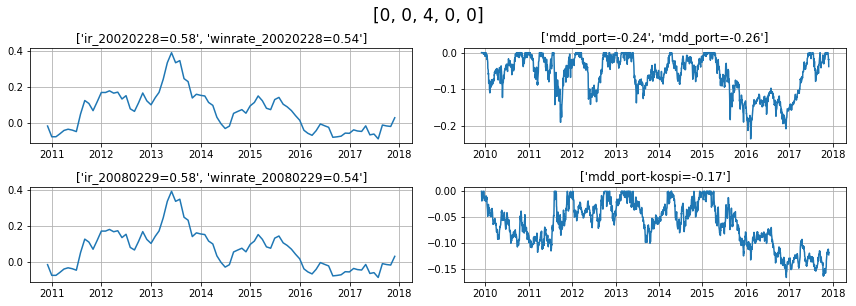 [0, 0, 4, 0, 0]
['ir_20020228=0.58', 'winrate_20020228=0.54']
0.4
0.2
0.0
2011 2012 2013 2014 2015 2016 2017 2018
['mdd_port=-0.24', 'mdd_port=-0.26']
0.0
−0.1
−0.2
2010 2011 2012 2013 2014 2015 2016 2017 2018
['ir_20080229=0.58', 'winrate_20080229=0.54']
0.4
0.2
0.0
2011 2012 2013 2014 2015 2016 2017 2018
['mdd_port-kospi=-0.17']
0.00
−0.05
−0.10
−0.15
2010 2011 2012 2013 2014 2015 2016 2017 2018